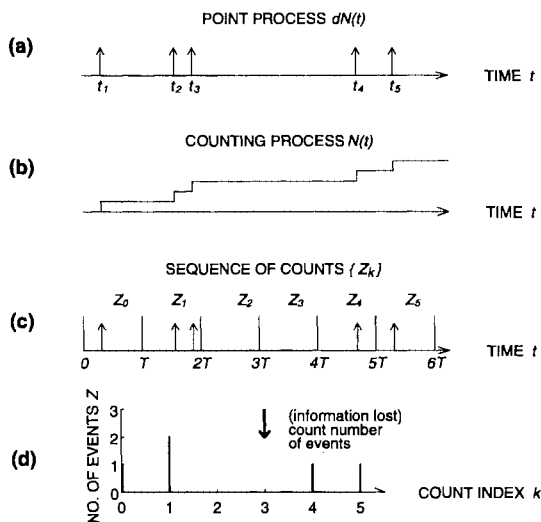 POINT PROCESS dN(t)
(a)
t1 t2 t3 t4 t5
TIME t
COUNTING PROCESS N(t)
(b)
TIME t
SEQUENCE OF COUNTS {Zk}
Z0 Z1 Z2 Z3 Z4 Z5
(c)
0 T 2T 3T 4T 5T 6T
TIME t
(d)
NO. OF EVENTS Z
3
2
1
0
(information lost)
count number
of events
0 1 2 3 4 5
COUNT INDEX k